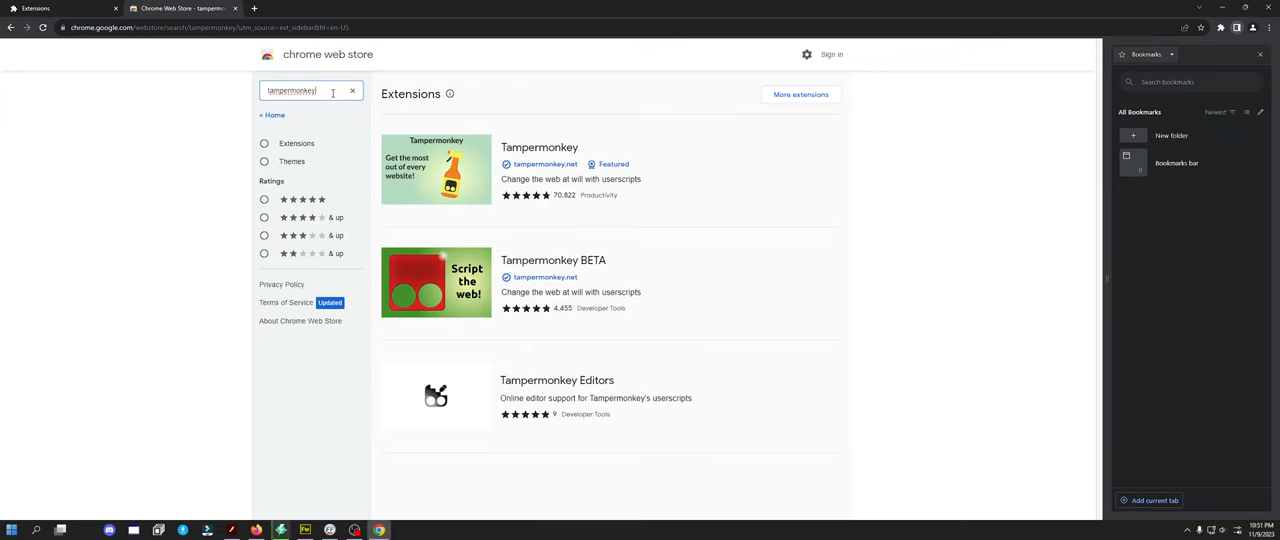 Extensions
Chrome Web Store - tampermo
chrome.google.com/webstore/search/tampermonkey?utm_source=ext_sidebar&hl=en-US
chrome web store
Sign in
Bookmarks
tampermonkey
Extensions
More extensions
Search bookmarks
« Home
All Bookmarks
Newest
Extensions
Themes
New folder
Bookmarks bar
0
Ratings
& up
& up
& up
Privacy Policy
Terms of Service Updated
About Chrome Web Store
Tampermonkey
Get the most
out of every
website!
Tampermonkey
tampermonkey.net
Featured
Change the web at will with userscripts
70,822
Productivity
Script
the
web!
Tampermonkey BETA
tampermonkey.net
Change the web at will with userscripts
4,455
Developer Tools
Tampermonkey Editors
Online editor support for Tampermonkey's userscripts
9
Developer Tools
Add current tab
Fw
10:51 PM
11/9/2023